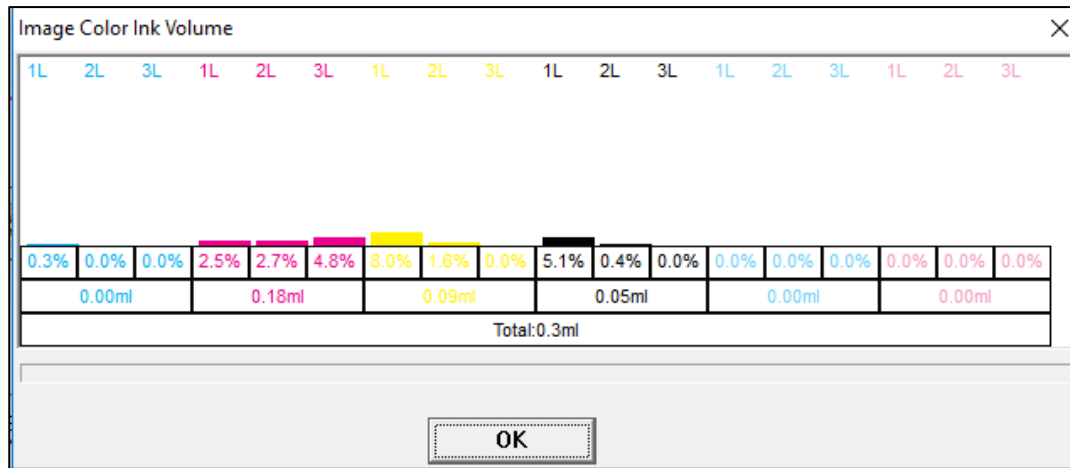 Image Color Ink Volume
1L 2L 3L 1L 2L 3L 1L 2L 3L 1L 2L 3L 1L 2L 3L 1L 2L 3L
0.3% 0.0% 0.0% 2.5% 2.7% 4.8% 8.0% 1.6% 0.0% 5.1% 0.4% 0.0% 0.0% 0.0% 0.0% 0.0% 0.0% 0.0%
0.00ml 0.18ml 0.09ml 0.05ml 0.00ml 0.00ml
Total:0.3ml
OK